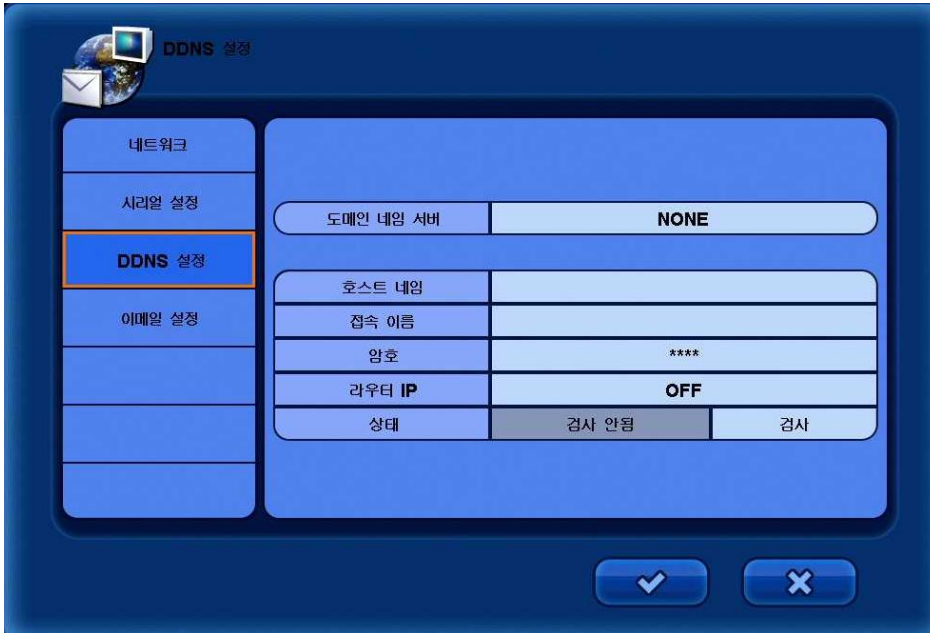 DDNS 설정
네트워크
시리얼 설정
DDNS 설정
이메일 설정
도메인 네임 서버 NONE
호스트 네임
접속 이름
암호 ****
라우터 IP OFF
상태 검사 안됨 검사